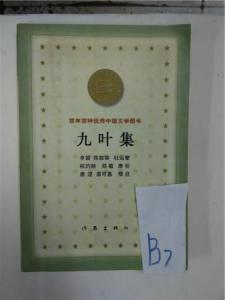 百年百种优秀中国文学图书
九叶集
辛笛 陈敬容 杜运燮
杭约赫 郑敏 唐祈
唐湜 袁可嘉 穆旦
作家出版社
B7